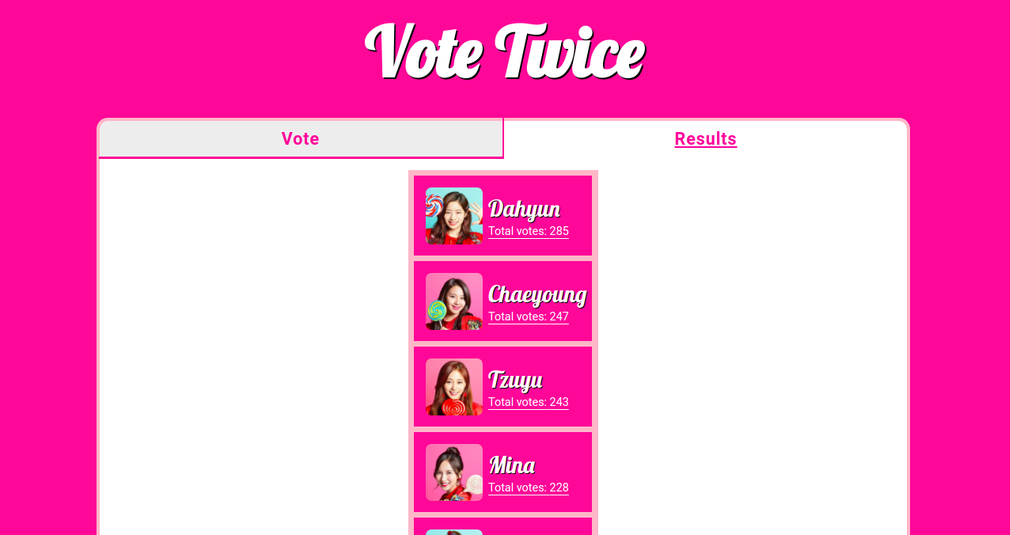 Vote Twice
Vote
Results
Dahyun
Total votes: 285
Chaeyoung
Total votes: 247
Tzuyu
Total votes: 243
Mina
Total votes: 228